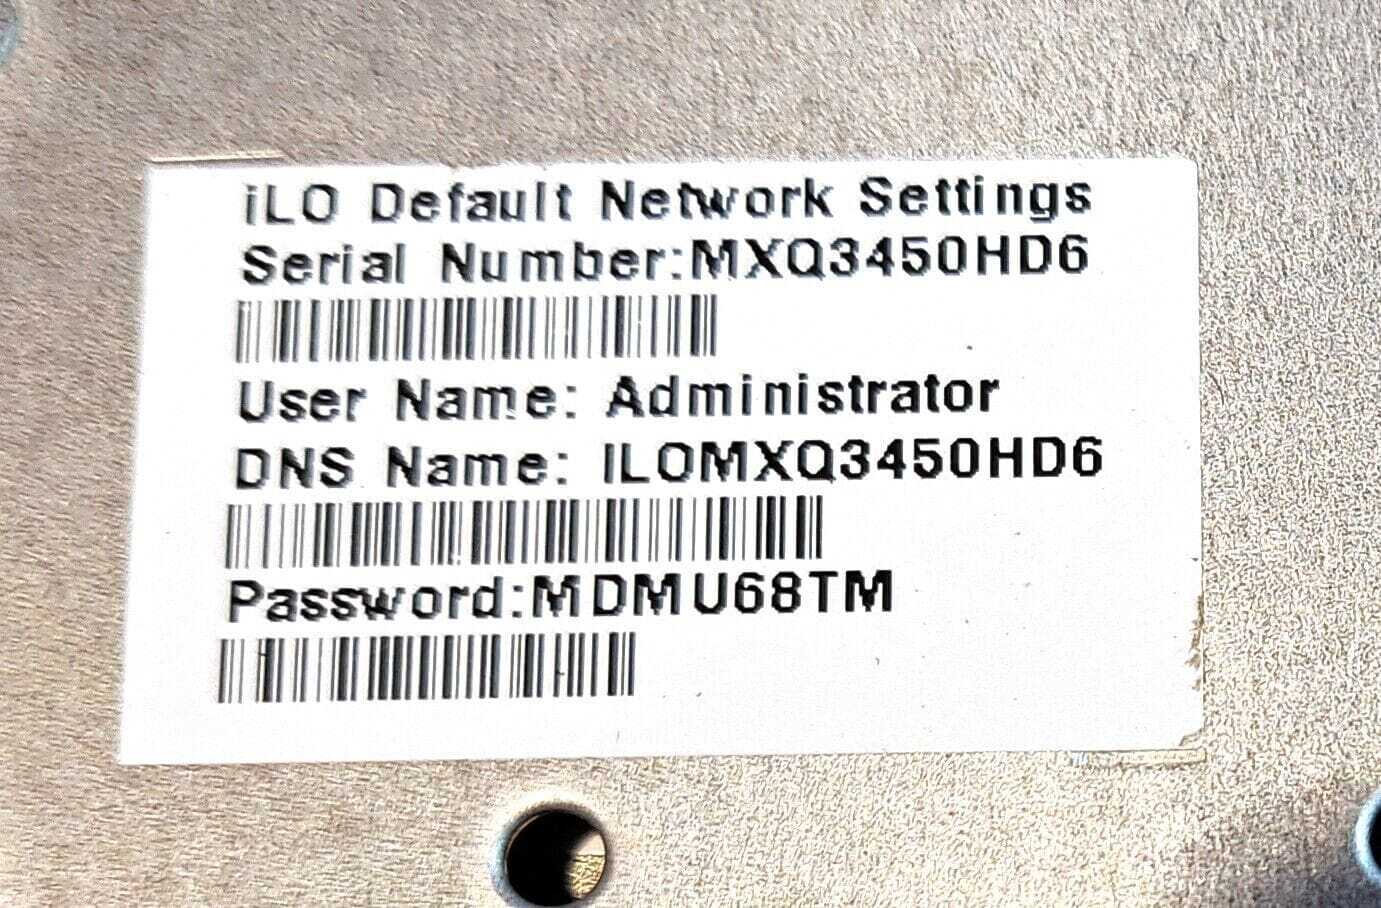 iLO Default Network Settings
Serial Number:MXQ3450HD6
User Name: Administrator
DNS Name: ILOMXQ3450HD6
Password:MDMU68TM